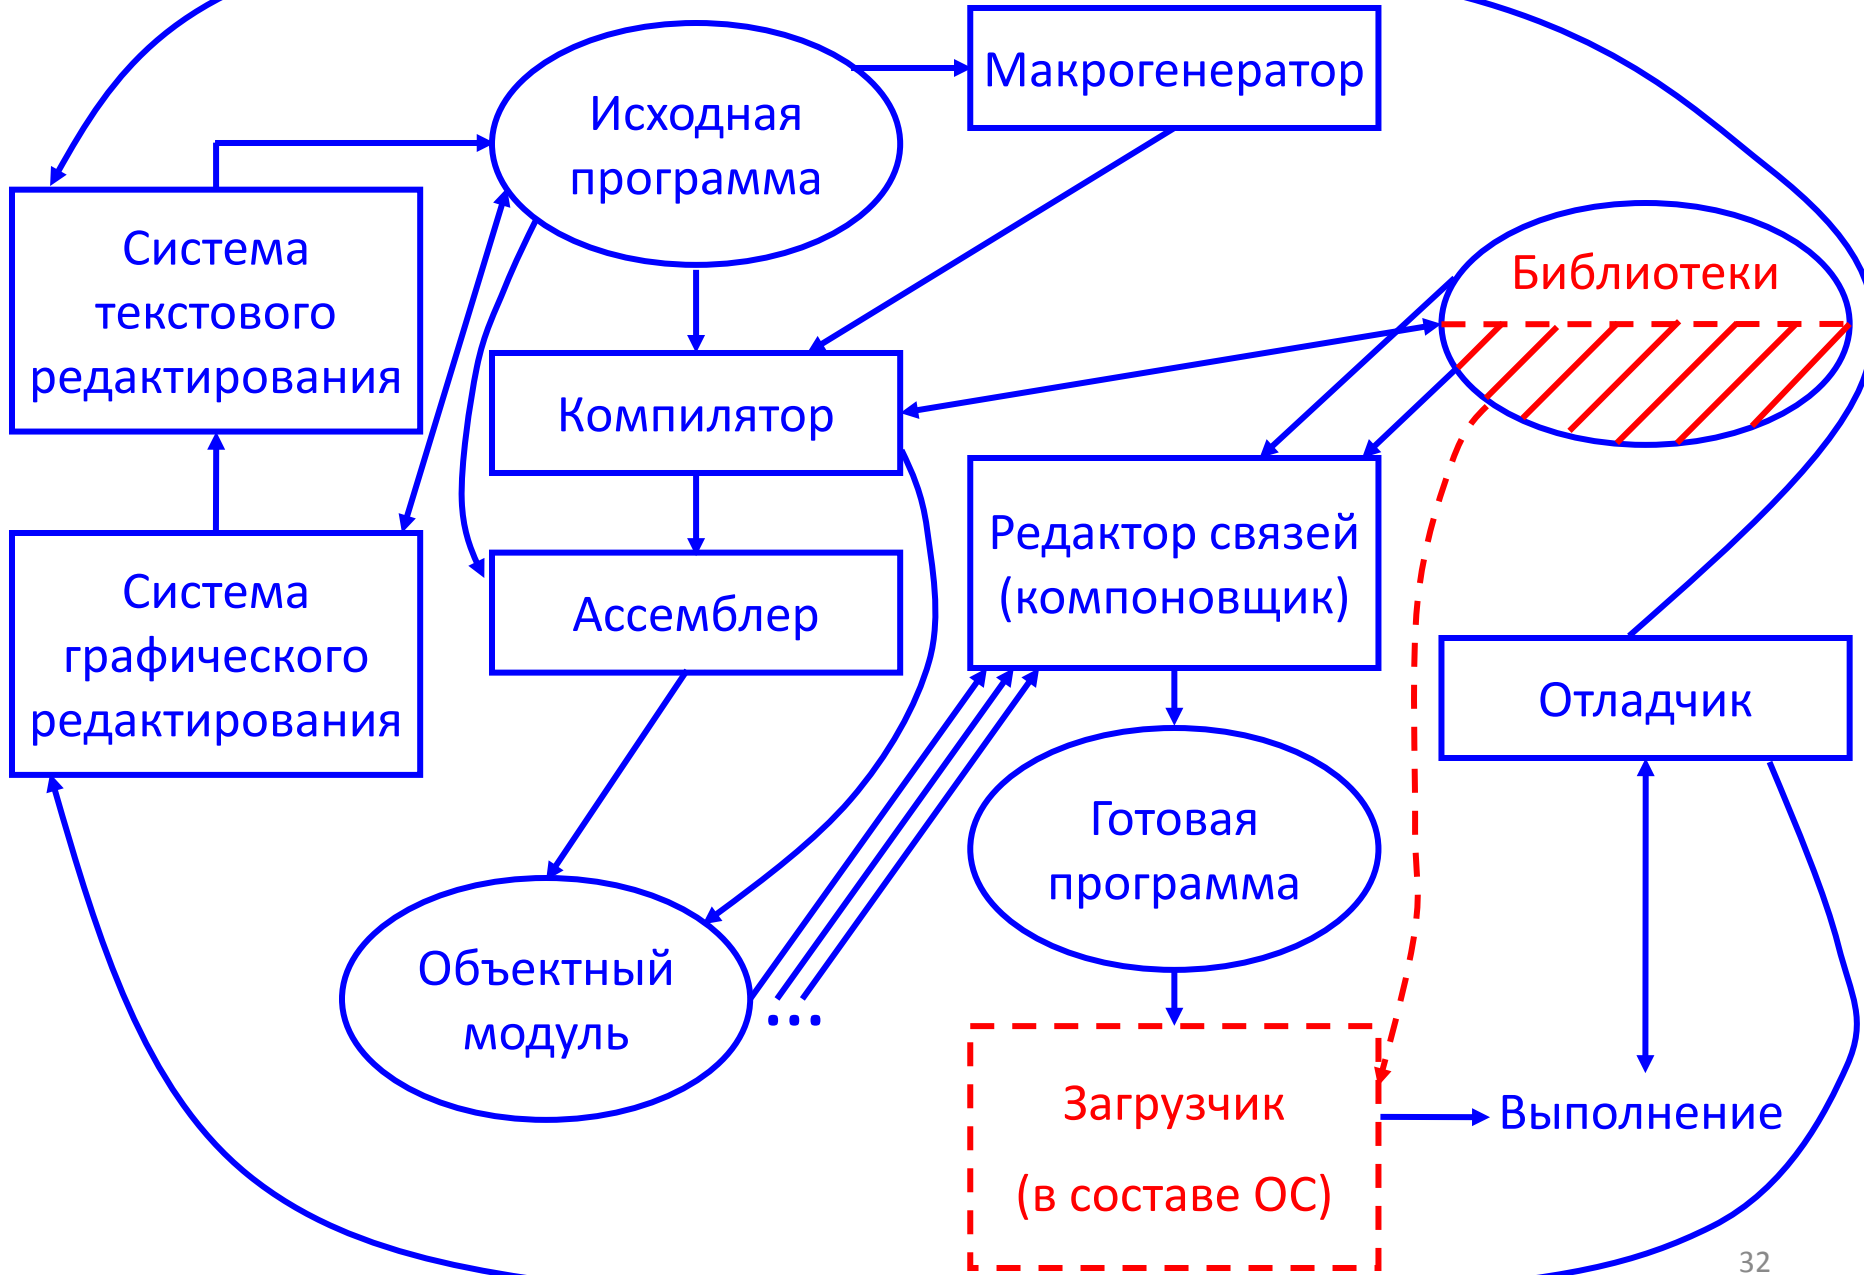 Исходная
программа
Макрогенератор
Система
текстового
редактирования
Библиотеки
Компилятор
Редактор связей
(компоновщик)
Система
графического
редактирования
Ассемблер
Отладчик
Готовая
программа
Объектный
модуль
...
Загрузчик
(в составе ОС)
Выполнение
32